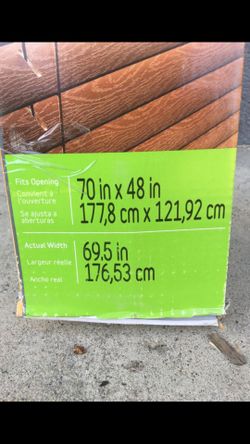 Fits Opening
Convient à
l'ouverture
Se ajusta a
aberturas
70 in x 48 in
177,8 cm x 121,92 cm
Actual Width
Largeur réelle
Ancho real
69.5 in
176,53 cm